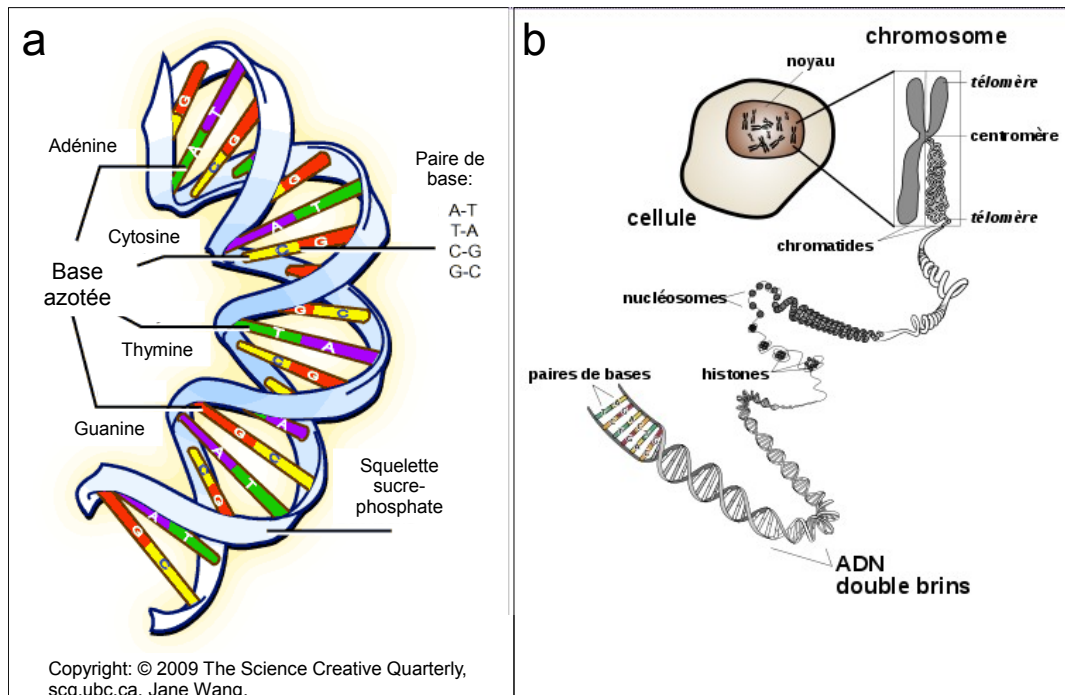 a
Adénine
Cytosine
Base
azotée
Thymine
Guanine
Paire de
base:
A-T
T-A
C-G
G-C
Squelette
sucre-
phosphate
G
T
A
G
C
G
T
A
G
C
G
C
T
A
C
G
A
G
C
A
T
C
G
A
T
G
C
Copyright: © 2009 The Science Creative Quarterly,
scq.ubc.ca, Jane Wang.
b
chromosome
noyau
télomère
centromère
cellule
télomère
chromatides
nucléosomes
histones
paires de bases
ADN
double brins